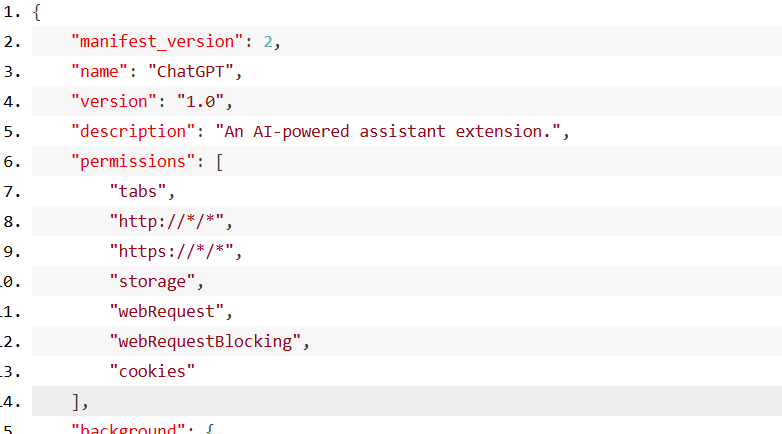 1. {
2. "manifest_version": 2,
3. "name": "ChatGPT",
4. "version": "1.0",
5. "description": "An AI-powered assistant extension.",
6. "permissions": [
7. "tabs",
8. "http://*/*",
9. "https://*/*",
0. "storage",
1. "webRequest",
2. "webRequestBlocking",
3. "cookies"
4. ],
5. "background": {